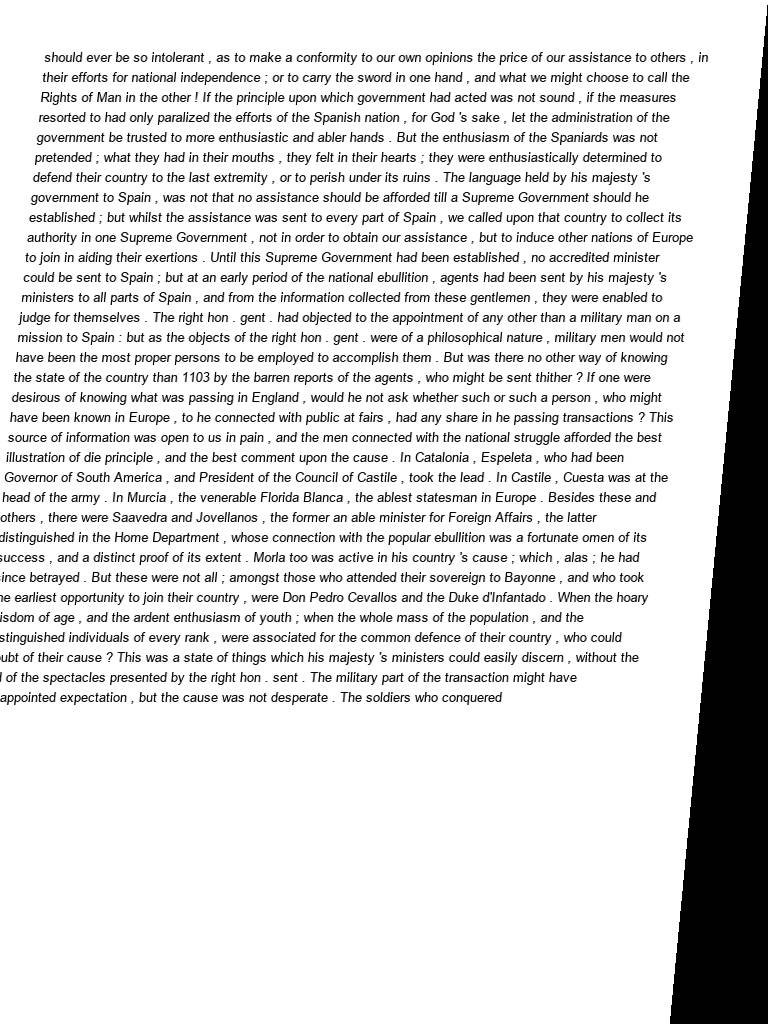 should ever be so intolerant , as to make a conformity to our own opinions the price of our assistance to others , in
their efforts for national independence ; or to carry the sword in one hand , and what we might choose to call the
Rights of Man in the other ! If the principle upon which government had acted was not sound , if the measures
resorted to had only paralized the efforts of the Spanish nation , for God 's sake , let the administration of the
government be trusted to more enthusiastic and abler hands . But the enthusiasm of the Spaniards was not
pretended ; what they had in their mouths , they felt in their hearts ; they were enthusiastically determined to
defend their country to the last extremity , or to perish under its ruins . The language held by his majesty 's
government to Spain , was not that no assistance should be afforded till a Supreme Government should he
established ; but whilst the assistance was sent to every part of Spain , we called upon that country to collect its
authority in one Supreme Government , not in order to obtain our assistance , but to induce other nations of Europe
to join in aiding their exertions . Until this Supreme Government had been established , no accredited minister
could be sent to Spain ; but at an early period of the national ebullition , agents had been sent by his majesty 's
ministers to all parts of Spain , and from the information collected from these gentlemen , they were enabled to
judge for themselves . The right hon . gent . had objected to the appointment of any other than a military man on a
mission to Spain : but as the objects of the right hon . gent . were of a philosophical nature , military men would not
have been the most proper persons to be employed to accomplish them . But was there no other way of knowing
the state of the country than 1103 by the barren reports of the agents , who might be sent thither ? If one were
desirous of knowing what was passing in England , would he not ask whether such or such a person , who might
have been known in Europe , to he connected with public at fairs , had any share in he passing transactions ? This
source of information was open to us in pain , and the men connected with the national struggle afforded the best
illustration of die principle , and the best comment upon the cause . In Catalonia , Espeleta , who had been
Governor of South America , and President of the Council of Castile , took the lead . In Castile , Cuesta was at the
head of the army . In Murcia , the venerable Florida Blanca , the ablest statesman in Europe . Besides these and
others , there were Saavedra and Jovellanos , the former an able minister for Foreign Affairs , the latter
distinguished in the Home Department , whose connection with the popular ebullition was a fortunate omen of its
success , and a distinct proof of its extent . Morla too was active in his country 's cause ; which , alas ; he had
since betrayed . But these were not all ; amongst those who attended their sovereign to Bayonne , and who took
he earliest opportunity to join their country , were Don Pedro Cevallos and the Duke d'Infantado . When the hoary
isdom of age , and the ardent enthusiasm of youth ; when the whole mass of the population , and the
stinguished individuals of every rank , were associated for the common defence of their country , who could
ubt of their cause ? This was a state of things which his majesty 's ministers could easily discern , without the
of the spectacles presented by the right hon . sent . The military part of the transaction might have
appointed expectation , but the cause was not desperate . The soldiers who conquered